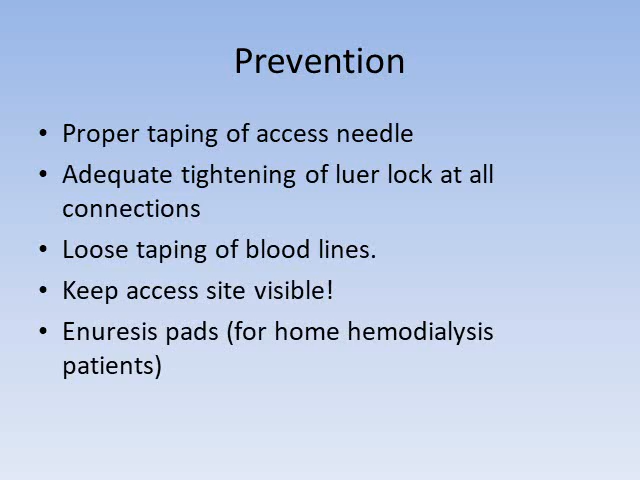 Prevention
• Proper taping of access needle
• Adequate tightening of luer lock at all
connections
• Loose taping of blood lines.
• Keep access site visible!
• Enuresis pads (for home hemodialysis
patients)